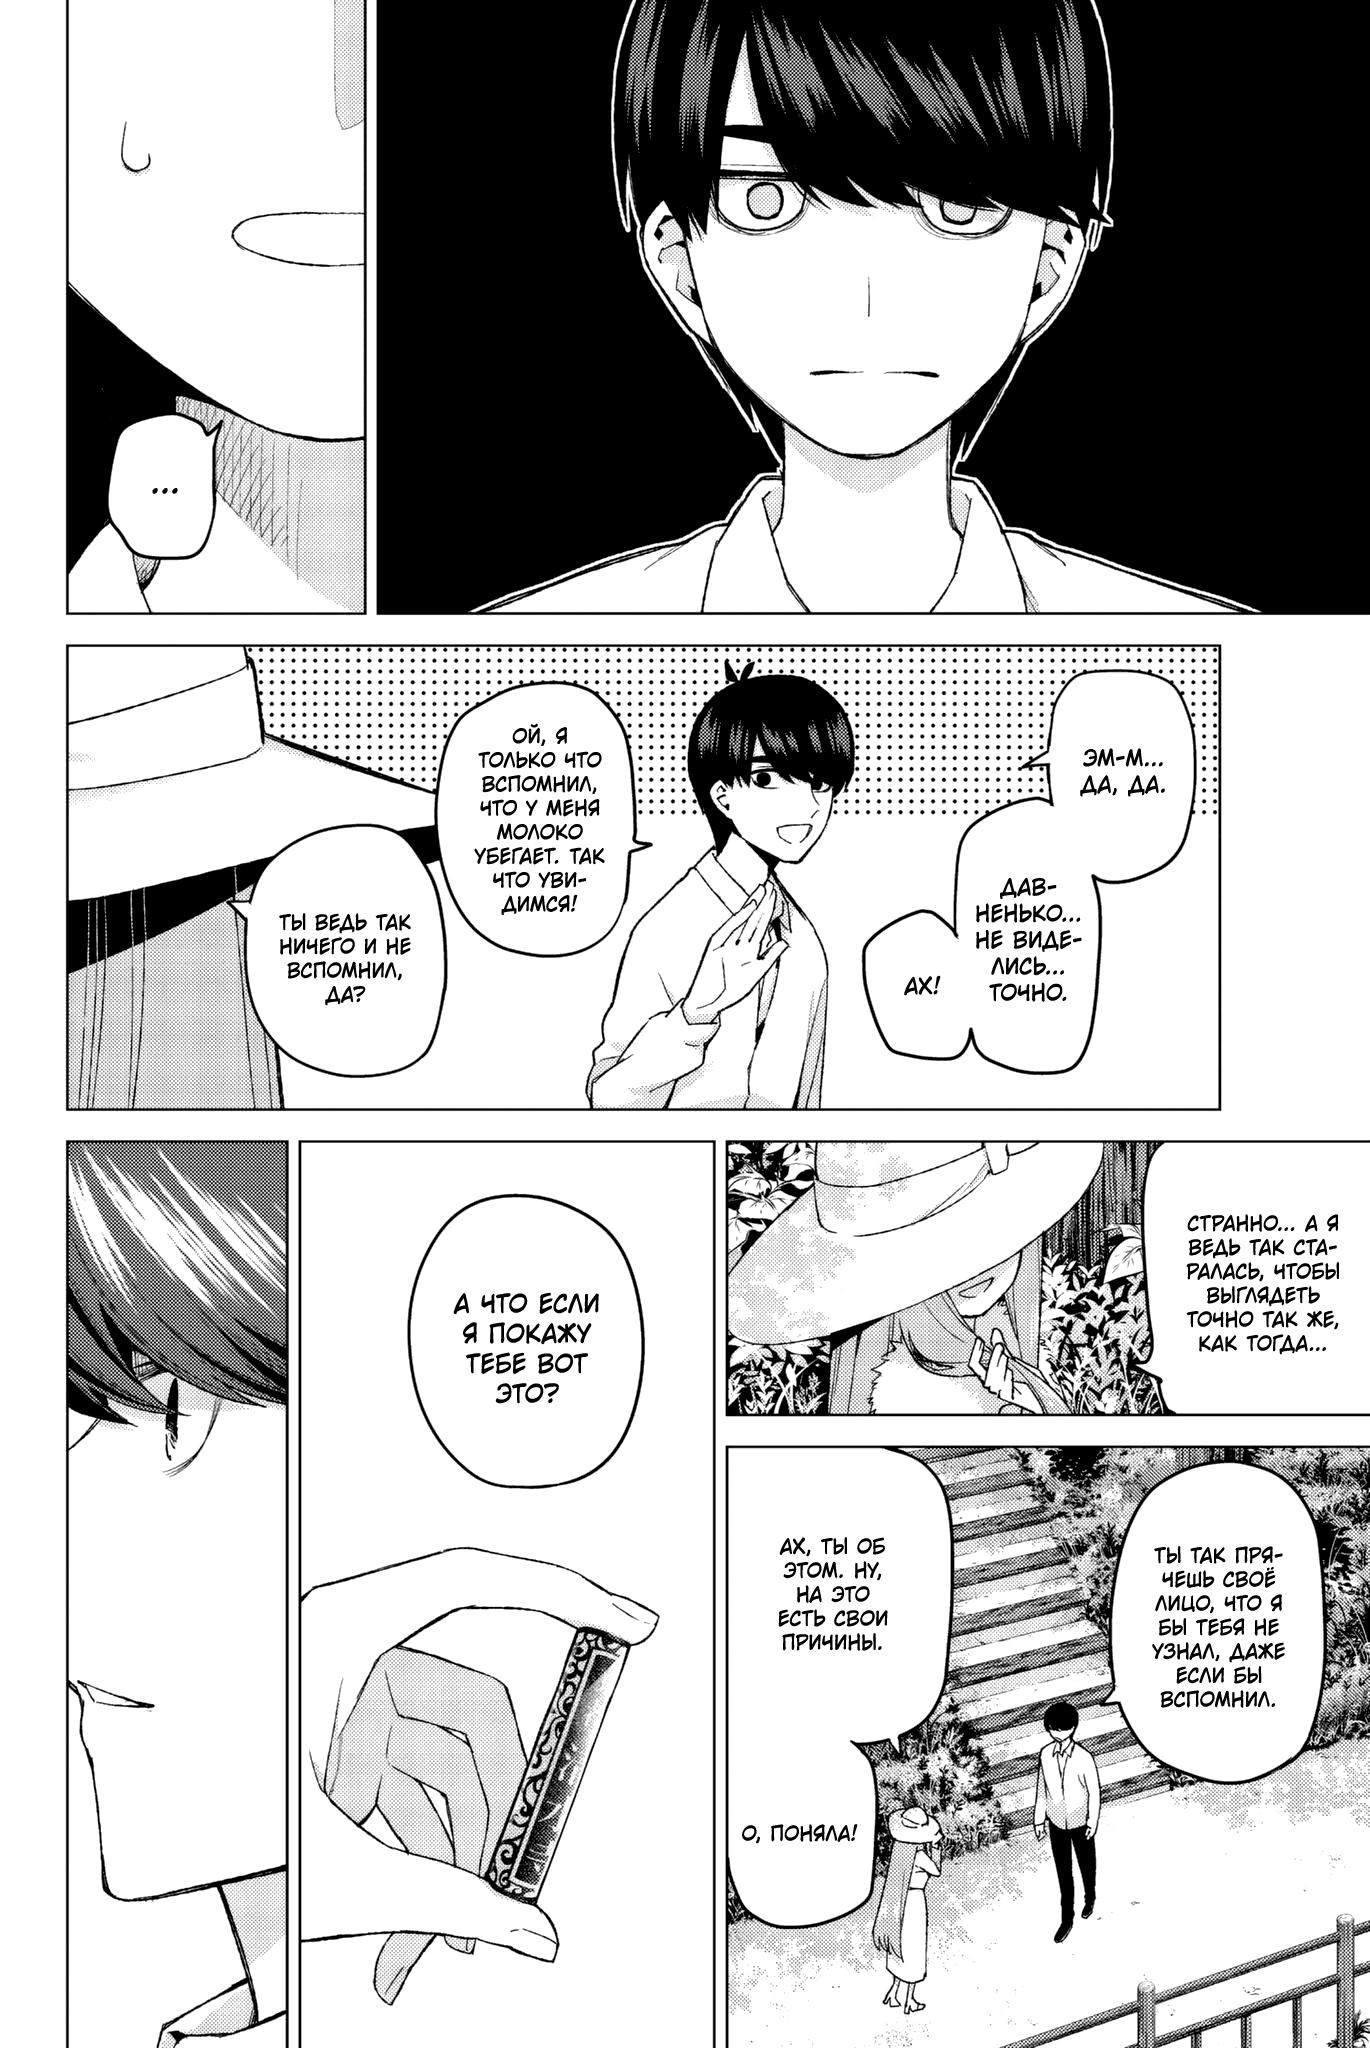 ...
ЭМ-М...
ДА, ДА.
ДАВ-
НЕНЬКО...
НЕ ВИДЕ-
ЛИСЬ...
ТОЧНО.
АХ!
ОЙ, Я
ТОЛЬКО ЧТО
ВСПОМНИЛ,
ЧТО У МЕНЯ
МОЛОКО
УБЕГАЕТ. ТАК
ЧТО УВИ-
ДИМСЯ!
ТЫ ВЕДЬ ТАК
НИЧЕГО И НЕ
ВСПОМНИЛ,
ДА?
СТРАННО... А Я
ВЕДЬ ТАК СТА-
РАЛАСЬ, ЧТОБЫ
ВЫГЛЯДЕТЬ
ТОЧНО ТАК ЖЕ,
КАК ТОГДА...
ТЫ ТАК ПРЯ-
ЧЕШЬ СВОЁ
ЛИЦО, ЧТО Я
БЫ ТЕБЯ НЕ
УЗНАЛ, ДАЖЕ
ЕСЛИ БЫ
ВСПОМНИЛ.
АХ, ТЫ ОБ
ЭТОМ. НУ,
НА ЭТО
ЕСТЬ СВОИ
ПРИЧИНЫ.
О, ПОНЯЛА!
А ЧТО ЕСЛИ
Я ПОКАЖУ
ТЕБЕ ВОТ
ЭТО?